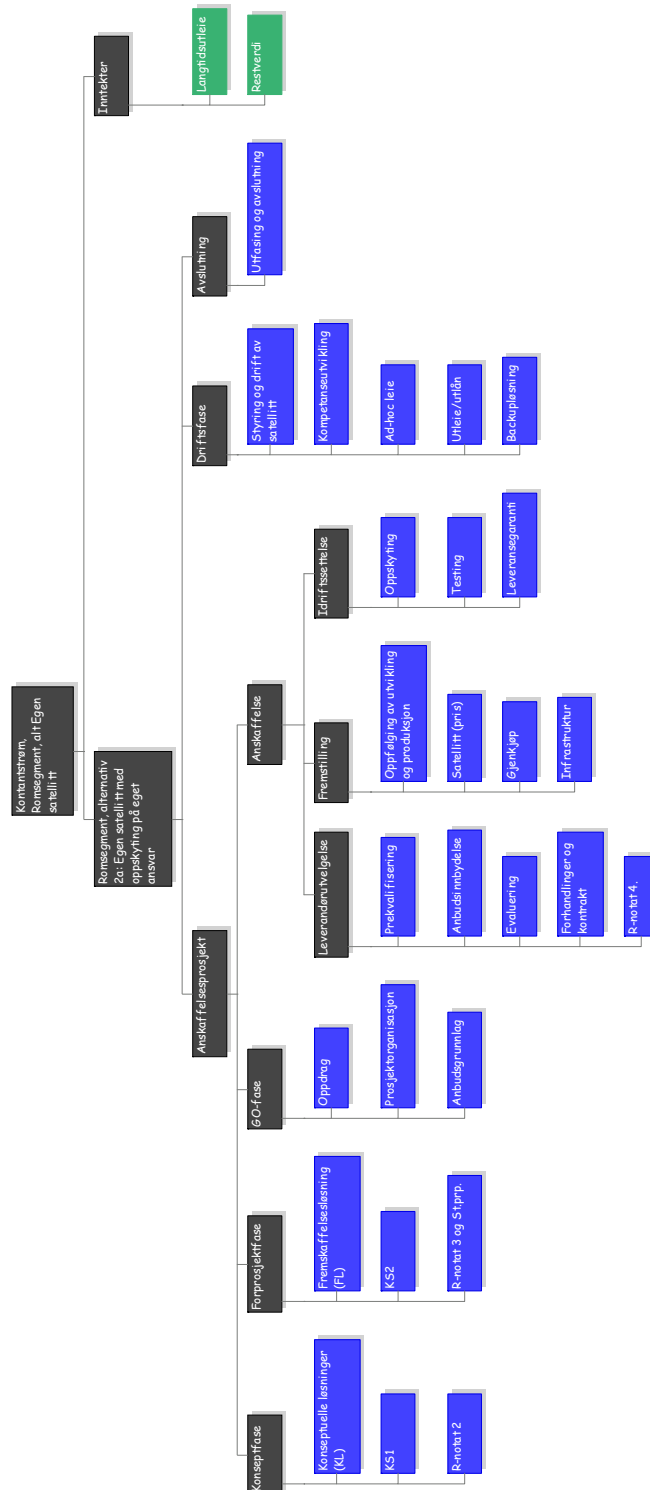 Kontantstrøm,
Romsegment, alt Egen
satellitt
Romsegment, alternativ
2a: Egen satellitt med
oppskyting på eget
ansvar
Anskaffelsesprosjekt
Konseptfase
Konseptuelle løsninger
(KL)
KS1
R-notat 2
Forprosjektfase
Fremskaffelsesløsning
(FL)
KS2
R-notat 3 og St.prp.
GO-fase
Oppdrag
Prosjektorganisasjon
Anbudsgrunnlag
Anskaffelse
Leverandørutvelgelse
Prekvalifisering
Anbudsinnbydelse
Evaluering
Forhandlinger og
kontrakt
R-notat 4.
Fremstilling
Oppfølging av utvikling
og produksjon
Satellitt (pris)
Gjenkjøp
Infrastruktur
Idriftssettelse
Oppskyting
Testing
Leveransegaranti
Driftsfase
Styring og drift av
satellitt
Kompetanseutvikling
Ad-hoc leie
Utleie/utlån
Backupløsning
Avslutning
Utfasing og avslutning
Inntekter
Langtidsutleie
Restverdi